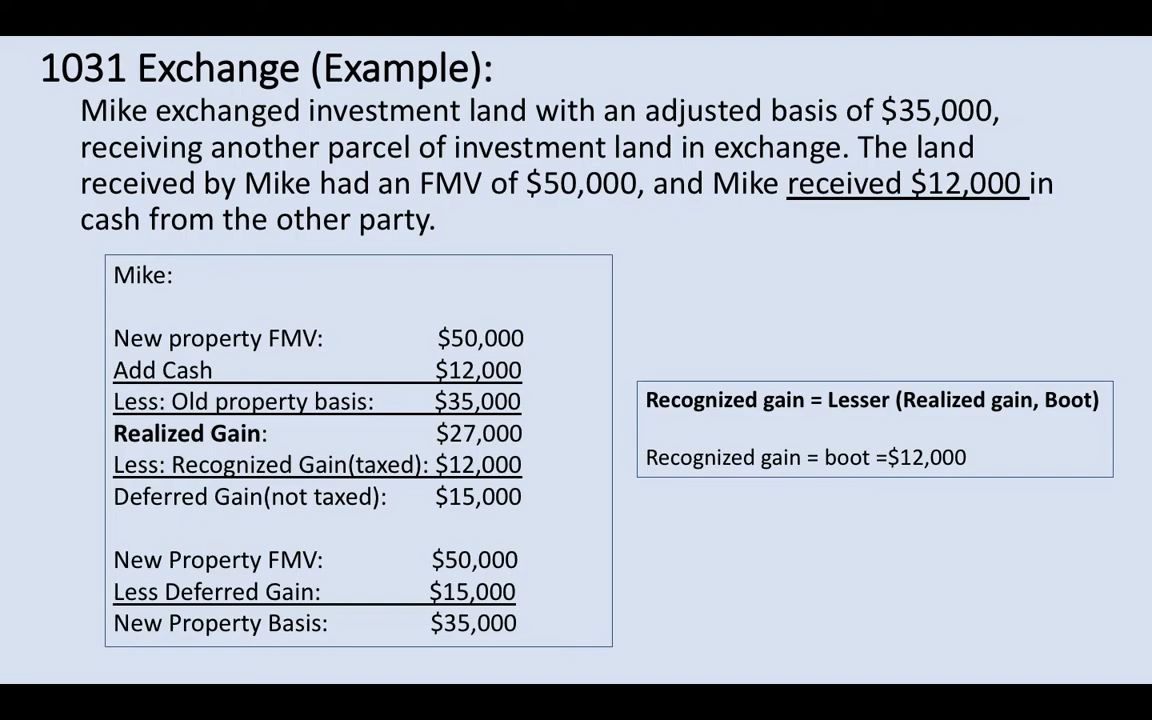 1031 Exchange (Example):
Mike exchanged investment land with an adjusted basis of $35,000,
receiving another parcel of investment land in exchange. The land
received by Mike had an FMV of $50,000, and Mike received $12,000 in
cash from the other party.
Mike:
New property FMV: $50,000
Add Cash $12,000
Less: Old property basis: $35,000
Realized Gain: $27,000
Less: Recognized Gain(taxed): $12,000
Deferred Gain(not taxed): $15,000
New Property FMV: $50,000
Less Deferred Gain: $15,000
New Property Basis: $35,000
Recognized gain = Lesser (Realized gain, Boot)
Recognized gain = boot =$12,000